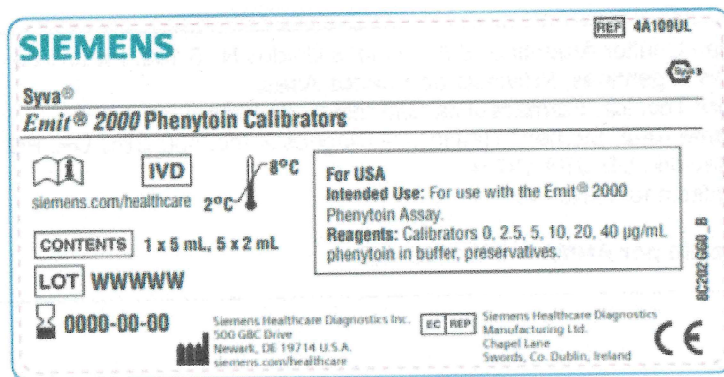 SIEMENS
REF 4A109UL
Syva
Syva®
Emit® 2000 Phenytoin Calibrators
IVD
siemens.com/healthcare
2°C
8°C
CONTENTS 1 x 5 mL, 5 x 2 mL
LOT WWWWWW
0000-00-00
For USA
Intended Use: For use with the Emit® 2000
Phenytoin Assay.
Reagents: Calibrators 0, 2.5, 5, 10, 20, 40 µg/mL
phenytoin in buffer, preservatives.
Siemens Healthcare Diagnostics Inc.
500 GBC Drive
Newark, DE 19714 U.S.A.
siemens.com/healthcare
EC REP
Siemens Healthcare Diagnostics
Manufacturing Ltd.
Chapel Lane
Swords, Co. Dublin, Ireland
CE